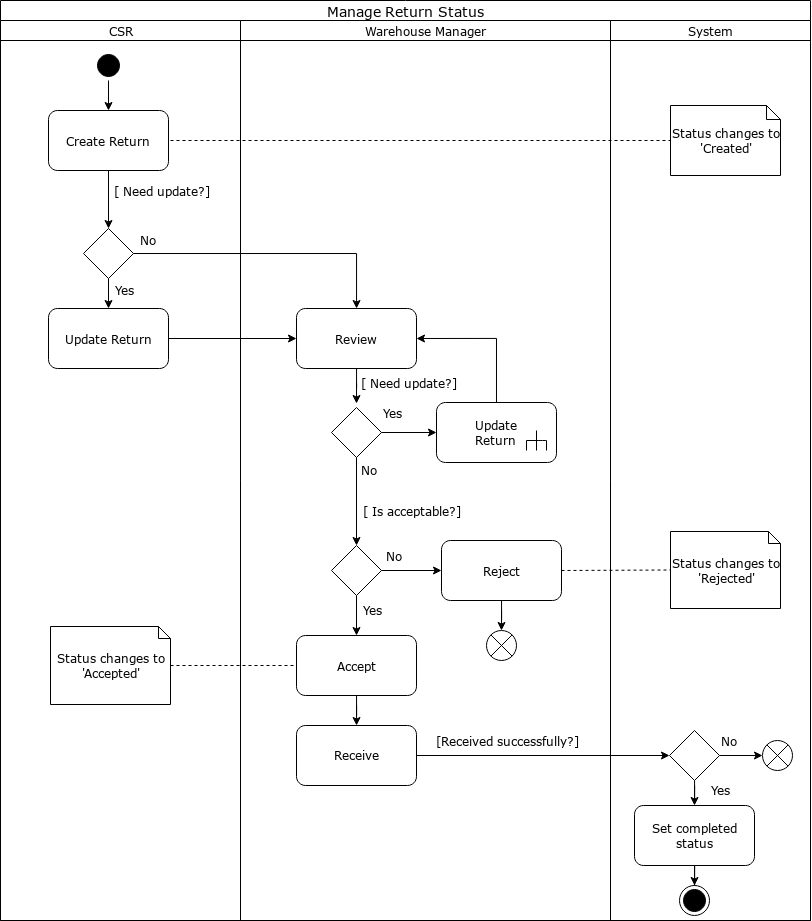 Manage Return Status
CSR
Warehouse Manager
System
Create Return
Status changes to
'Created'
[ Need update?]
No
Yes
Update Return
Review
[ Need update?]
Yes
Update
Return
No
[ Is acceptable?]
No
Reject
Status changes to
'Rejected'
Yes
Status changes to
'Accepted'
Accept
Receive
[Received successfully?]
No
Yes
Set completed
status